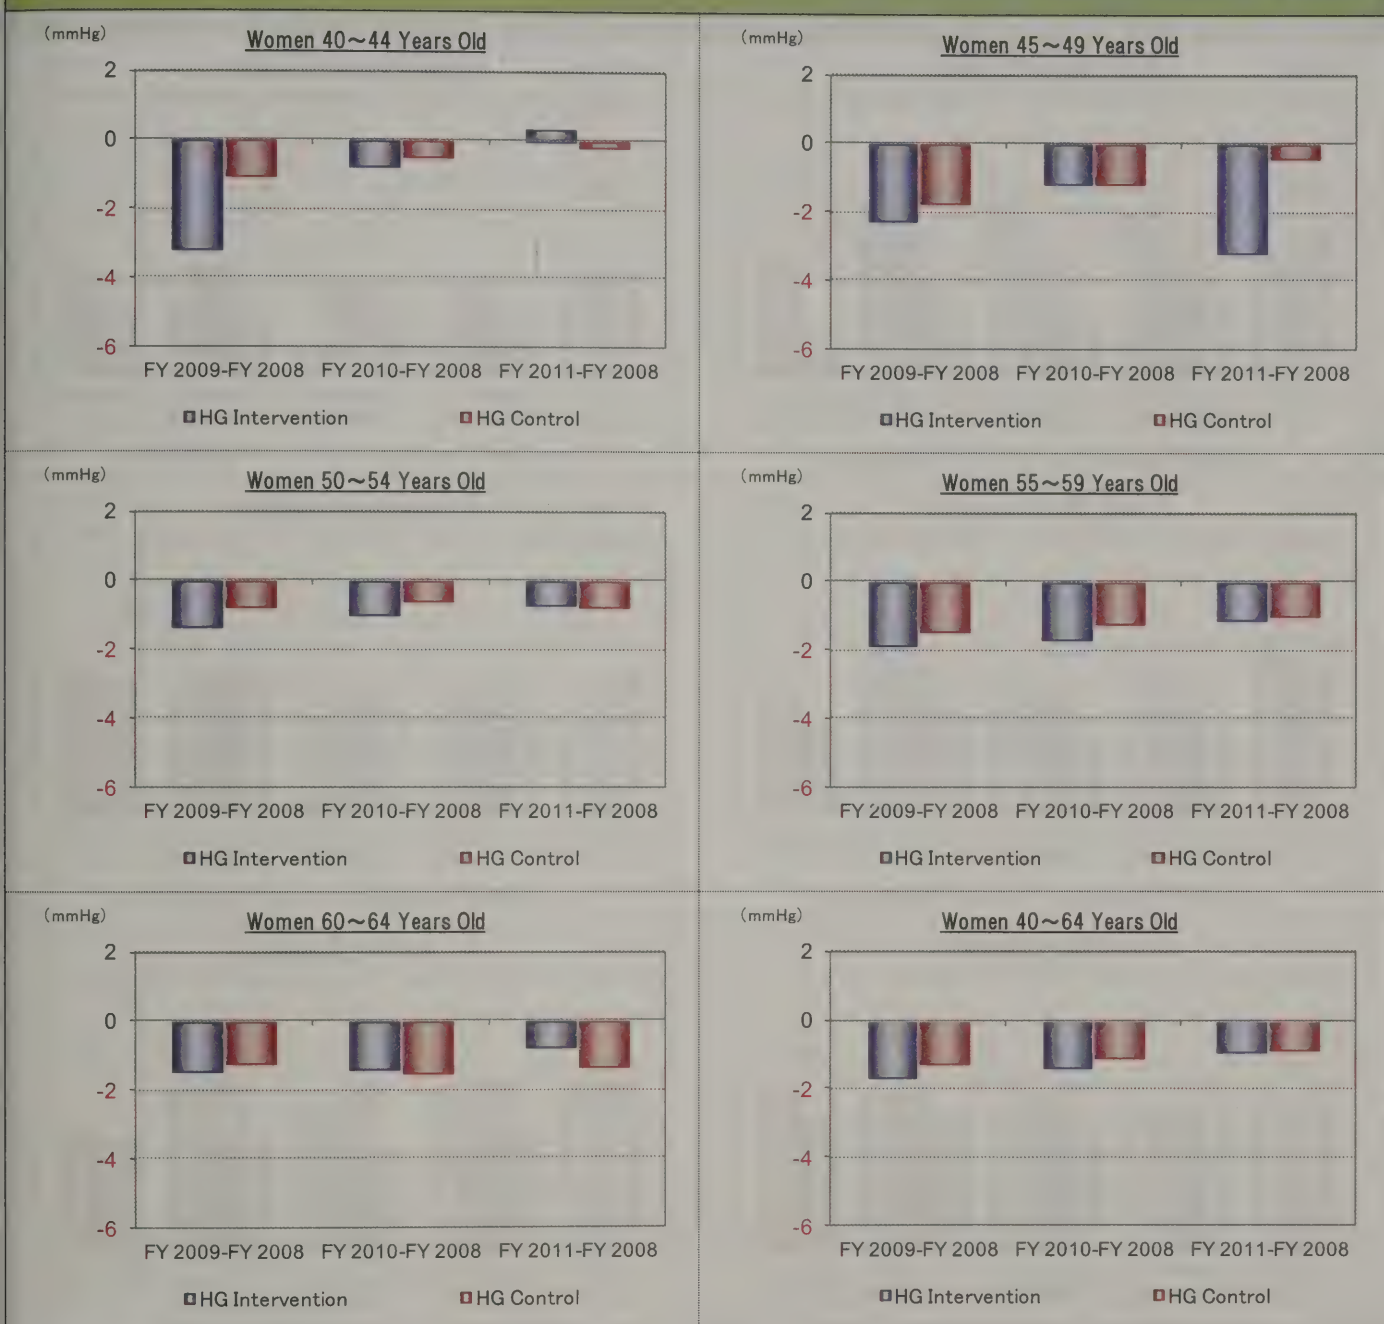 (mmHg)
Women 40～44 Years Old
2
0
-2
-4
-6
FY 2009-FY 2008 FY 2010-FY 2008 FY 2011-FY 2008
HG Intervention HG Control
(mmHg)
Women 45～49 Years Old
2
0
-2
-4
-6
FY 2009-FY 2008 FY 2010-FY 2008 FY 2011-FY 2008
HG Intervention HG Control
(mmHg)
Women 50～54 Years Old
2
0
-2
-4
-6
FY 2009-FY 2008 FY 2010-FY 2008 FY 2011-FY 2008
HG Intervention HG Control
(mmHg)
Women 55～59 Years Old
2
0
-2
-4
-6
FY 2009-FY 2008 FY 2010-FY 2008 FY 2011-FY 2008
HG Intervention HG Control
(mmHg)
Women 60～64 Years Old
2
0
-2
-4
-6
FY 2009-FY 2008 FY 2010-FY 2008 FY 2011-FY 2008
HG Intervention HG Control
(mmHg)
Women 40～64 Years Old
2
0
-2
-4
-6
FY 2009-FY 2008 FY 2010-FY 2008 FY 2011-FY 2008
HG Intervention HG Control